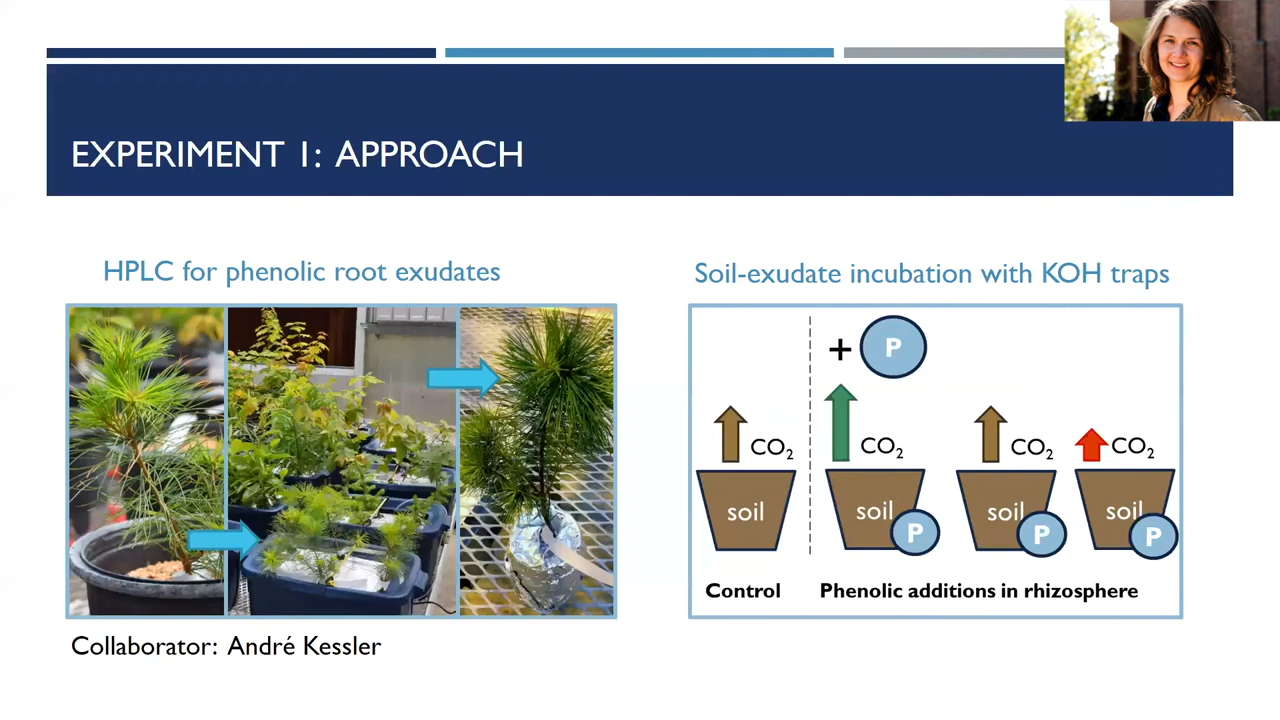 EXPERIMENT 1: APPROACH
HPLC for phenolic root exudates
Collaborator: André Kessler
Soil-exudate incubation with KOH traps
+ P
CO₂ CO₂ CO₂ CO₂
soil soil soil soil
P P P
Control Phenolic additions in rhizosphere